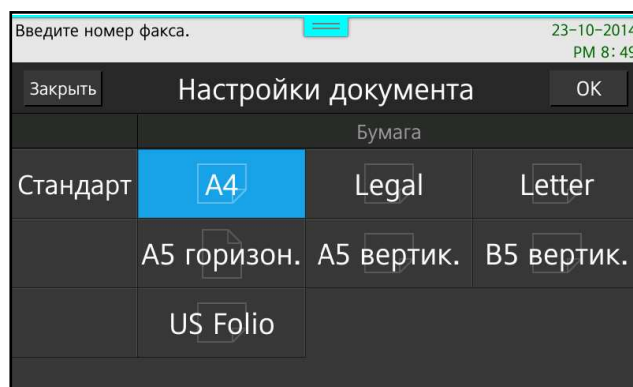 Введите номер факса.
23-10-2014
PM 8:49
Закрыть
Настройки документа
OK
Бумага
Стандарт
A4
Legal
Letter
A5 горизон.
A5 вертик.
B5 вертик.
US Folio